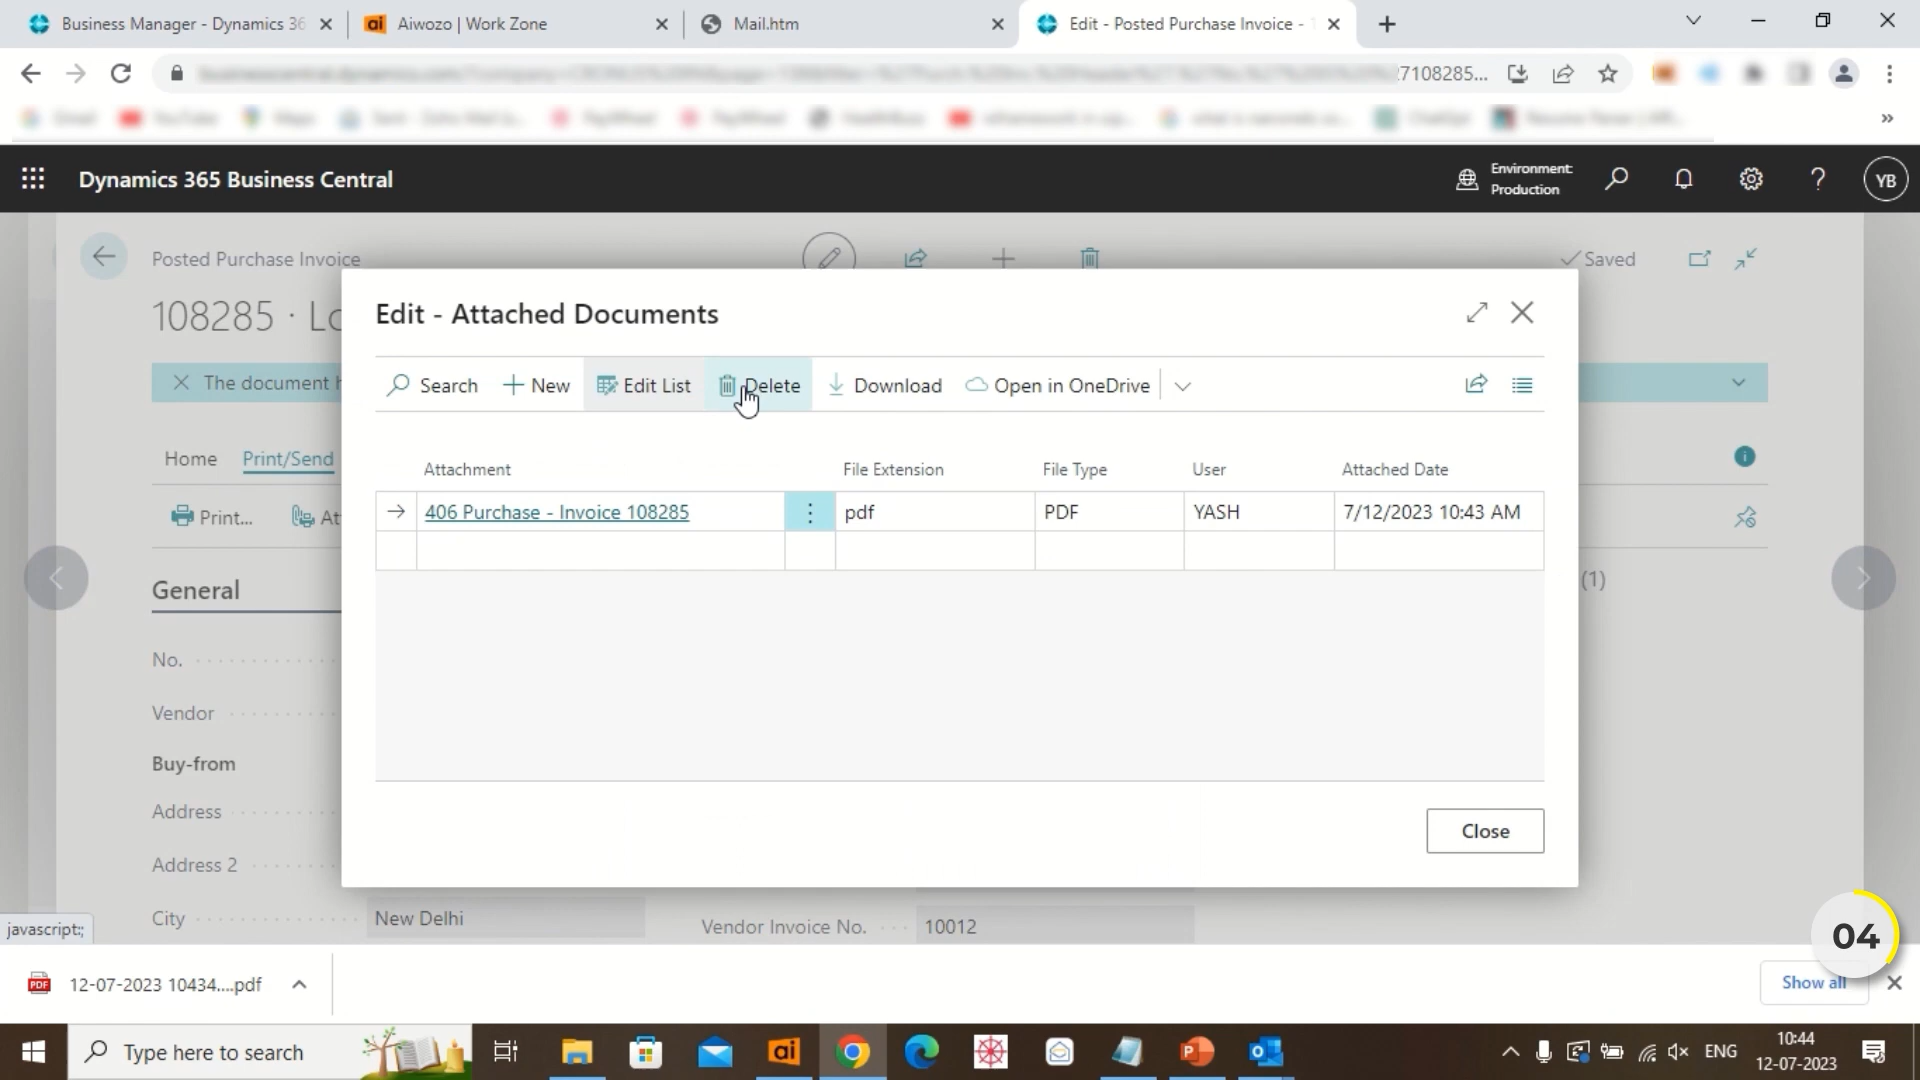 Business Manager - Dynamics 36
Aiwozo | Work Zone
Mail.htm
Edit - Posted Purchase Invoice -
27108285...
Dynamics 365 Business Central
Environment:
Production
YB
Posted Purchase Invoice
Saved
108285 · Lo
Edit - Attached Documents
The document h
Search
New
Edit List
Delete
Download
Open in OneDrive
Home
Print/Send
Attachment
File Extension
File Type
User
Attached Date
406 Purchase - Invoice 108285
pdf
PDF
YASH
7/12/2023 10:43 AM
Print...
At
(1)
General
No.
Vendor
Buy-from
Address
Close
Address 2
City
New Delhi
Vendor Invoice No.
10012
javascript:;
04
PDF
12-07-2023 10434....pdf
Show all
Type here to search
ai
ENG
10:44
12-07-2023